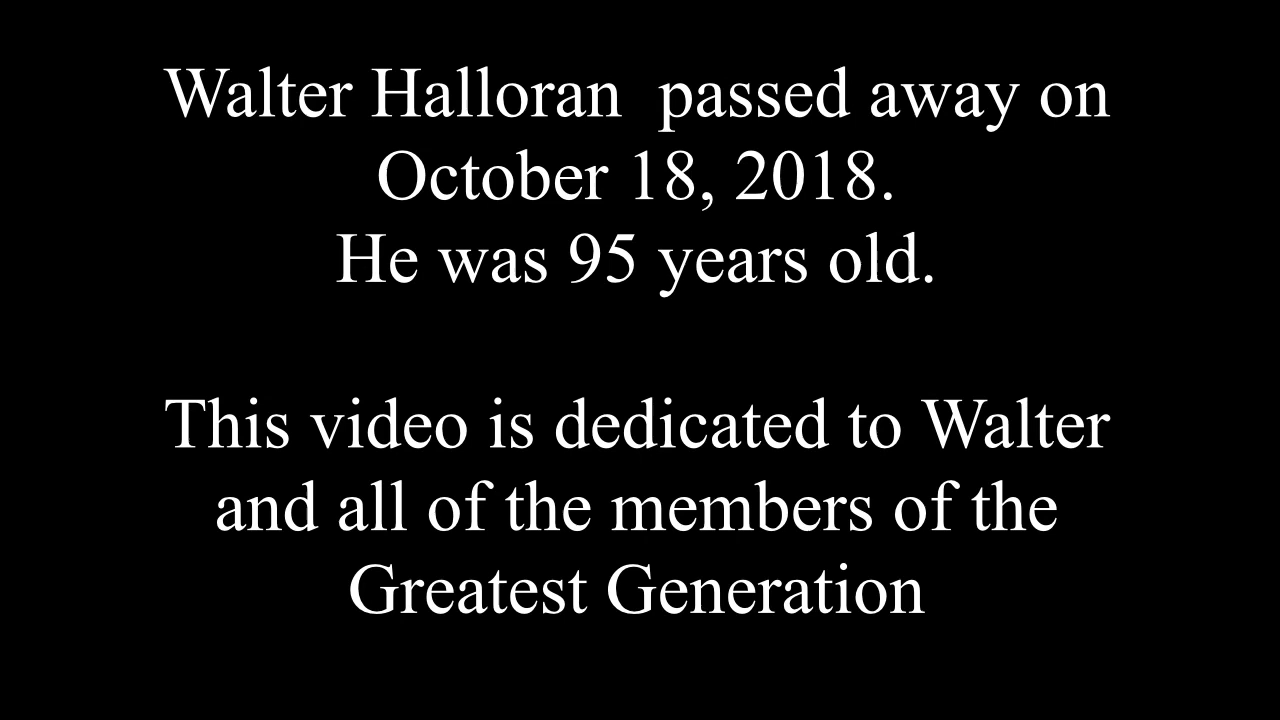 Walter Halloran  passed away on
October 18, 2018.
He was 95 years old.
This video is dedicated to Walter
and all of the members of the
Greatest Generation